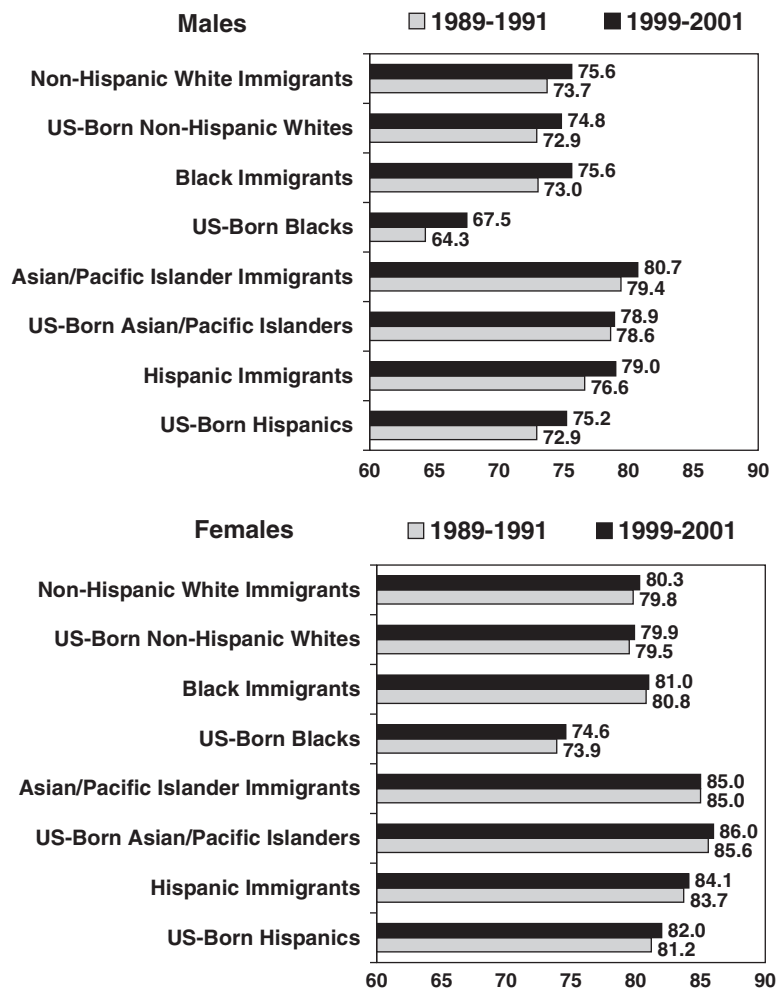 Males 1989-1991 1999-2001
Non-Hispanic White Immigrants 75.6
73.7
US-Born Non-Hispanic Whites 74.8
72.9
Black Immigrants 75.6
73.0
US-Born Blacks 67.5
64.3
Asian/Pacific Islander Immigrants 80.7
79.4
US-Born Asian/Pacific Islanders 78.9
78.6
Hispanic Immigrants 79.0
76.6
US-Born Hispanics 75.2
72.9
60 65 70 75 80 85 90
Females 1989-1991 1999-2001
Non-Hispanic White Immigrants 80.3
79.8
US-Born Non-Hispanic Whites 79.9
79.5
Black Immigrants 81.0
80.8
US-Born Blacks 74.6
73.9
Asian/Pacific Islander Immigrants 85.0
85.0
US-Born Asian/Pacific Islanders 86.0
85.6
Hispanic Immigrants 84.1
83.7
US-Born Hispanics 82.0
81.2
60 65 70 75 80 85 90